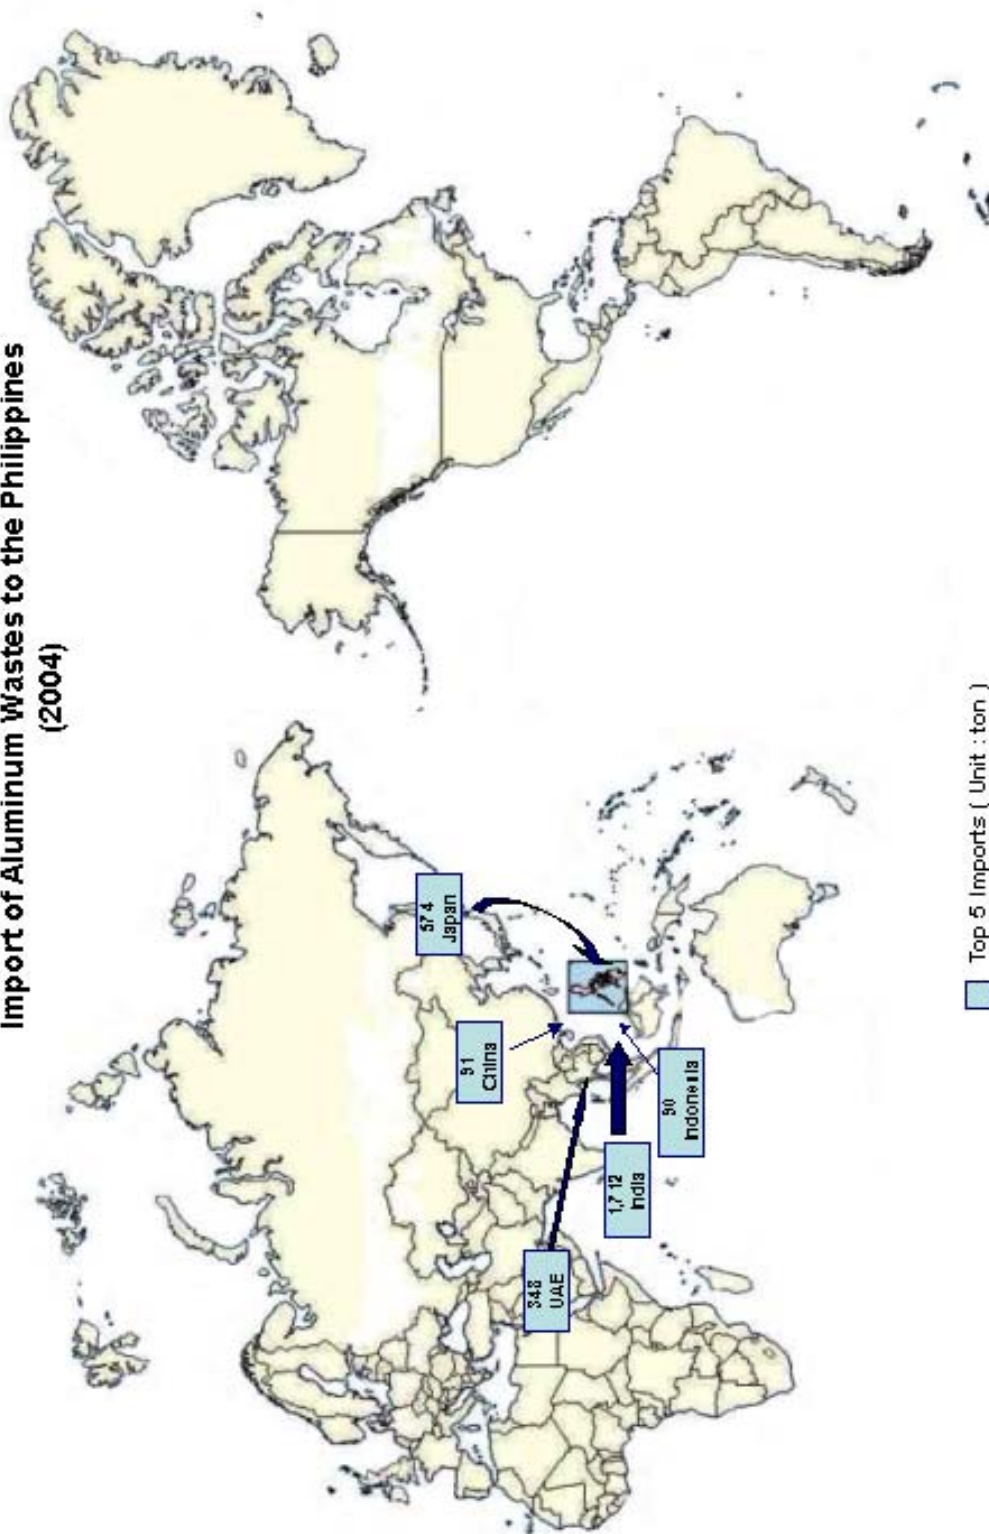 Import of Aluminum Wastes to the Philippines
(2004)
574
Japan
91
China
348
UAE
1,712
India
90
Indonesia
Top 5 Imports ( Unit : ton )